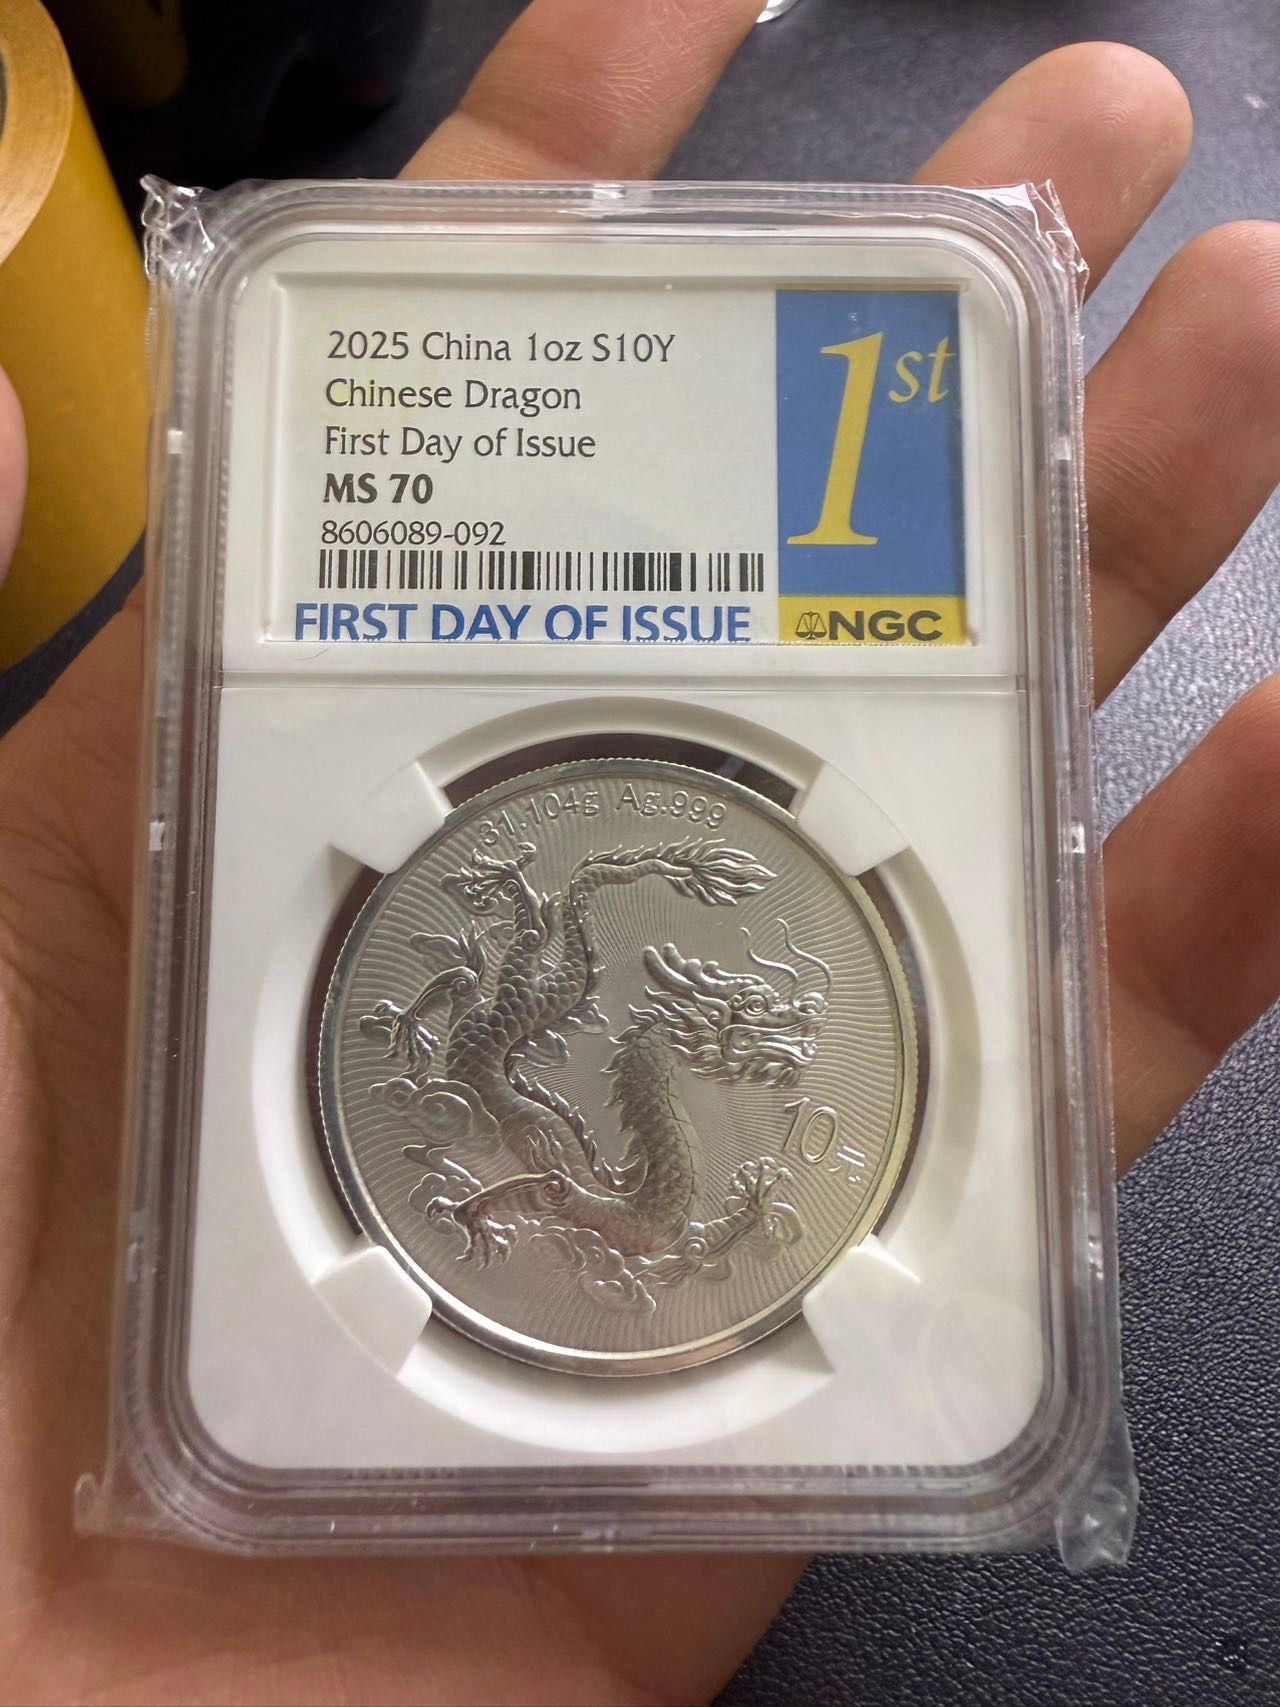 2025 China 1oz S10Y
Chinese Dragon
First Day of Issue
MS 70
8606089-092
FIRST DAY OF ISSUE
1st
NGC
31.104g Ag.999
10元